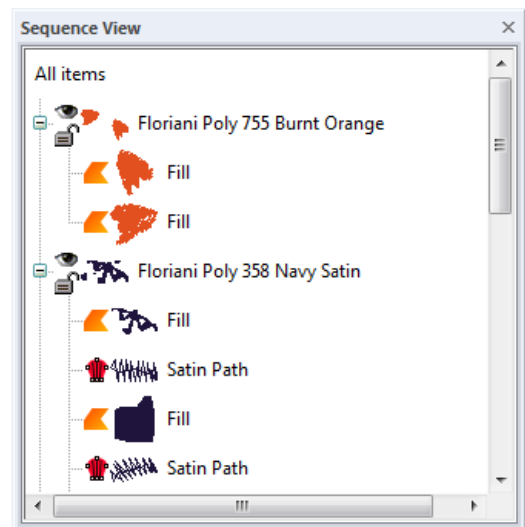 Sequence View
All items
Floriani Poly 755 Burnt Orange
Fill
Fill
Floriani Poly 358 Navy Satin
Fill
Satin Path
Fill
Satin Path